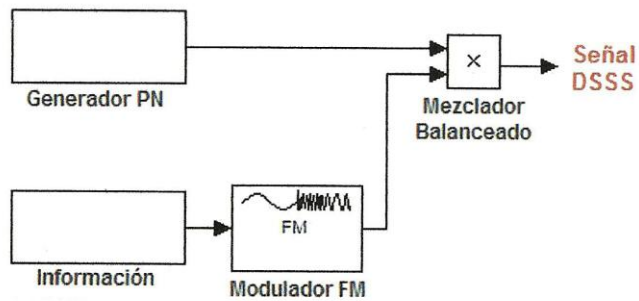 Generador PN
×
Señal
DSSS
Mezclador
Balanceado
Información
FM
Modulador FM